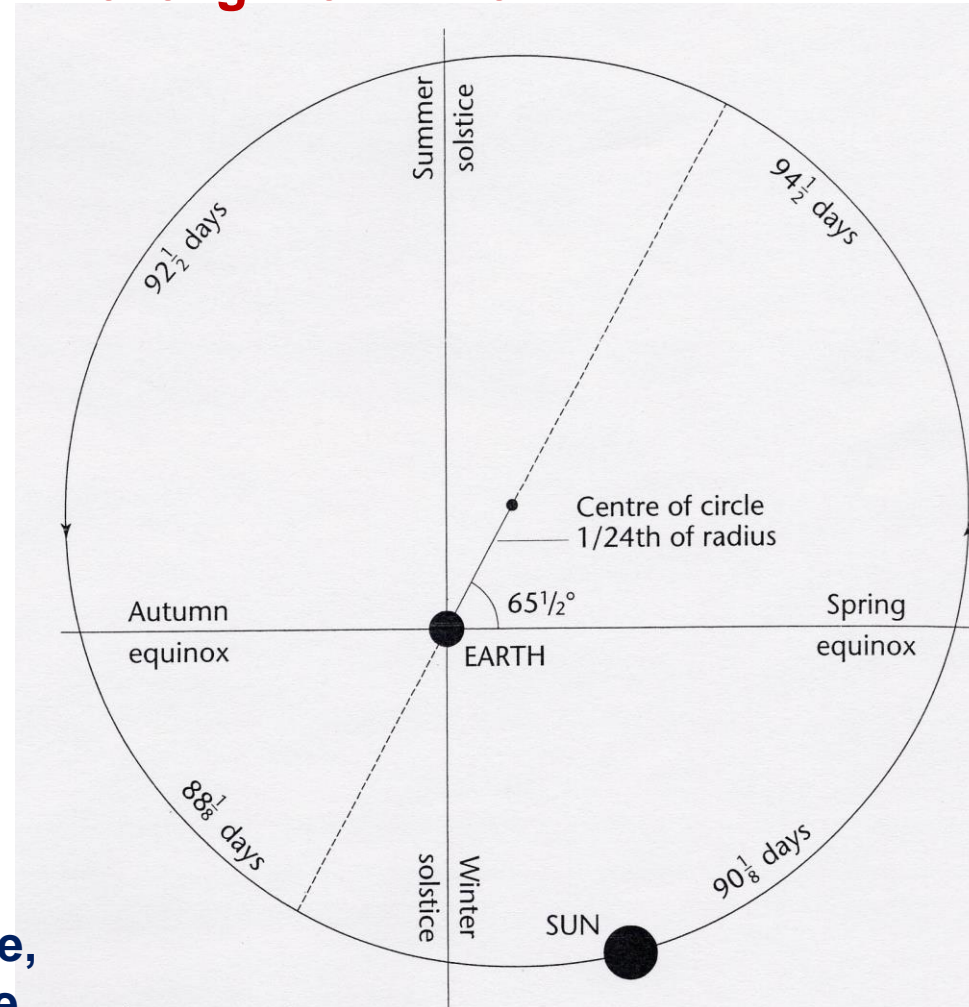 Summer
solstice
92½ days
94½ days
Centre of circle
1/24th of radius
65½°
Autumn
equinox
Spring
equinox
EARTH
88⅛ days
90⅛ days
Winter
solstice
SUN
e,